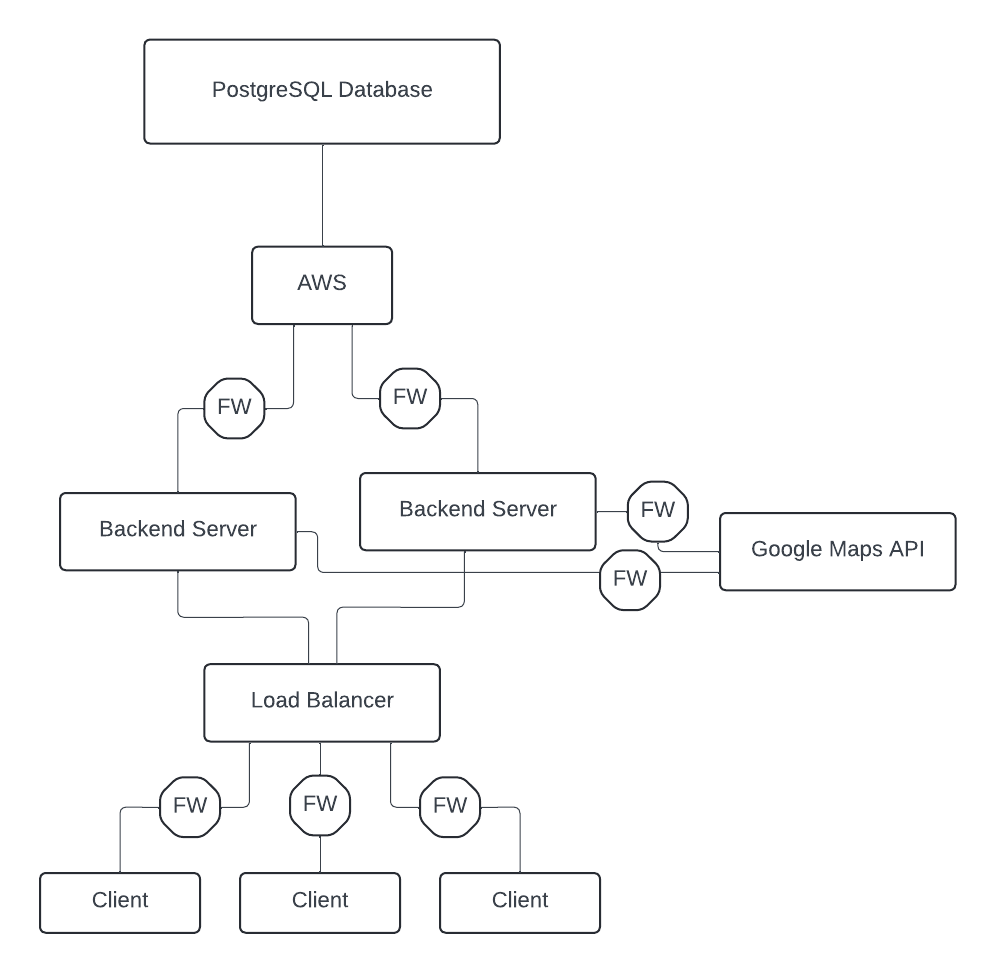 PostgreSQL Database
AWS
FW
FW
Backend Server
Backend Server
FW
Google Maps API
FW
Load Balancer
FW
FW
FW
Client
Client
Client